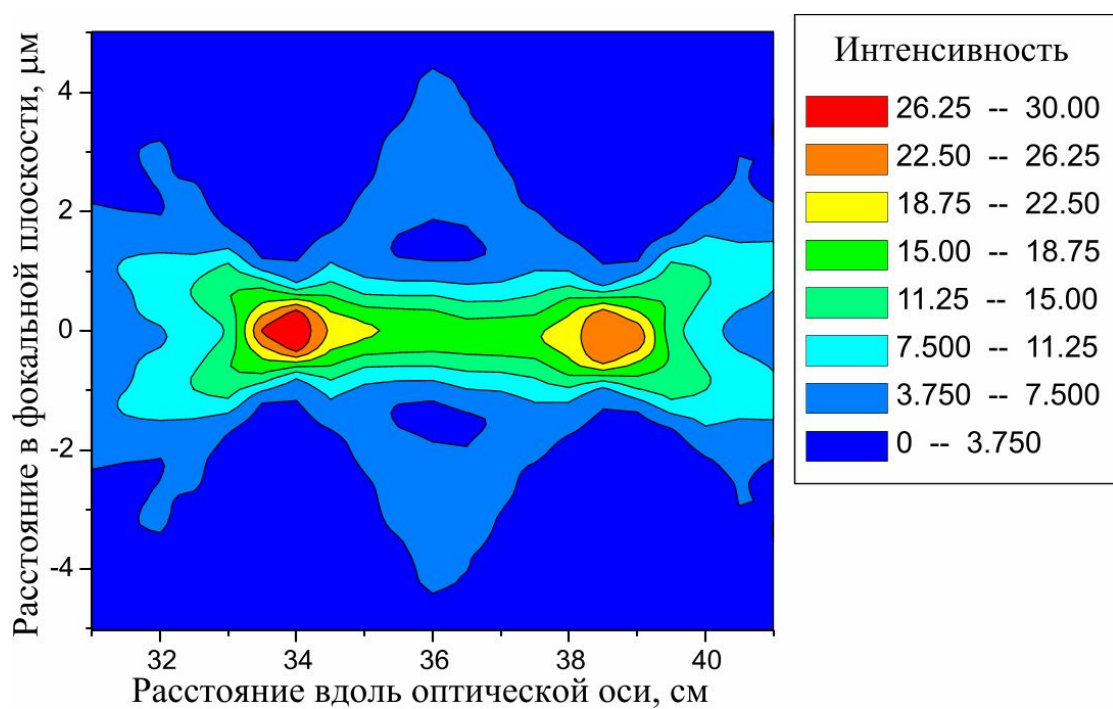 Интенсивность
26.25 -- 30.00
22.50 -- 26.25
18.75 -- 22.50
15.00 -- 18.75
11.25 -- 15.00
7.500 -- 11.25
3.750 -- 7.500
0 -- 3.750
Расстояние в фокальной плоскости, μм
4
2
0
-2
-4
32 34 36 38 40
Расстояние вдоль оптической оси, см